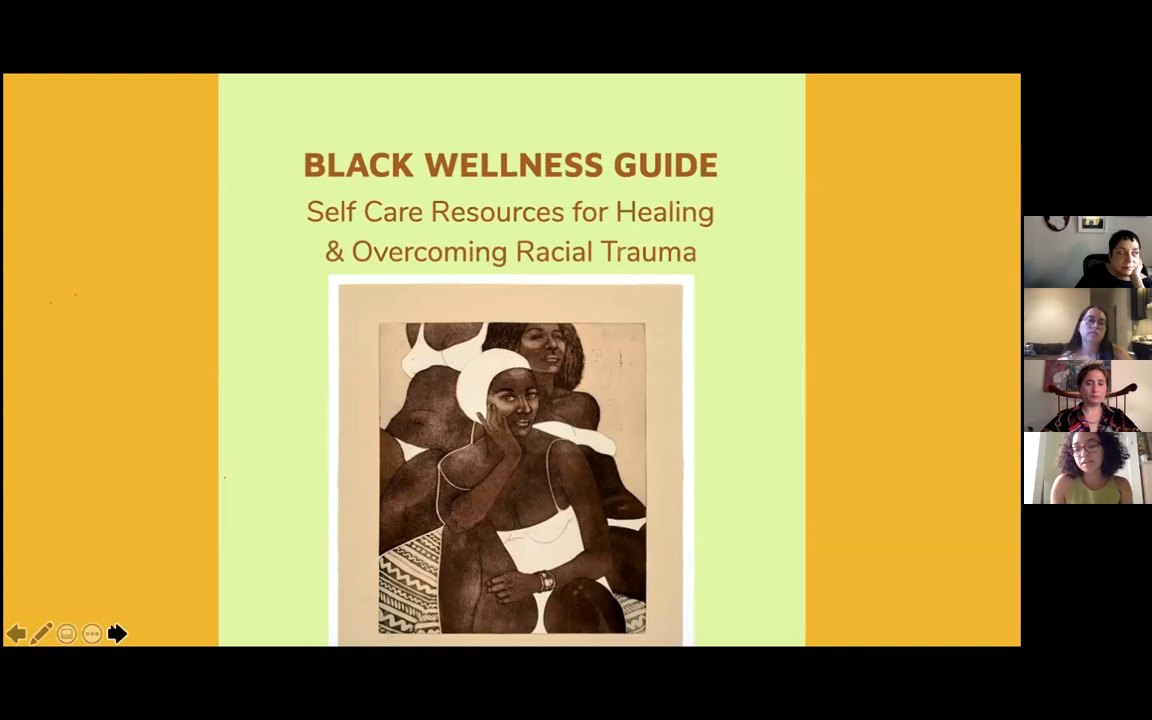 BLACK WELLNESS GUIDE
Self Care Resources for Healing
& Overcoming Racial Trauma